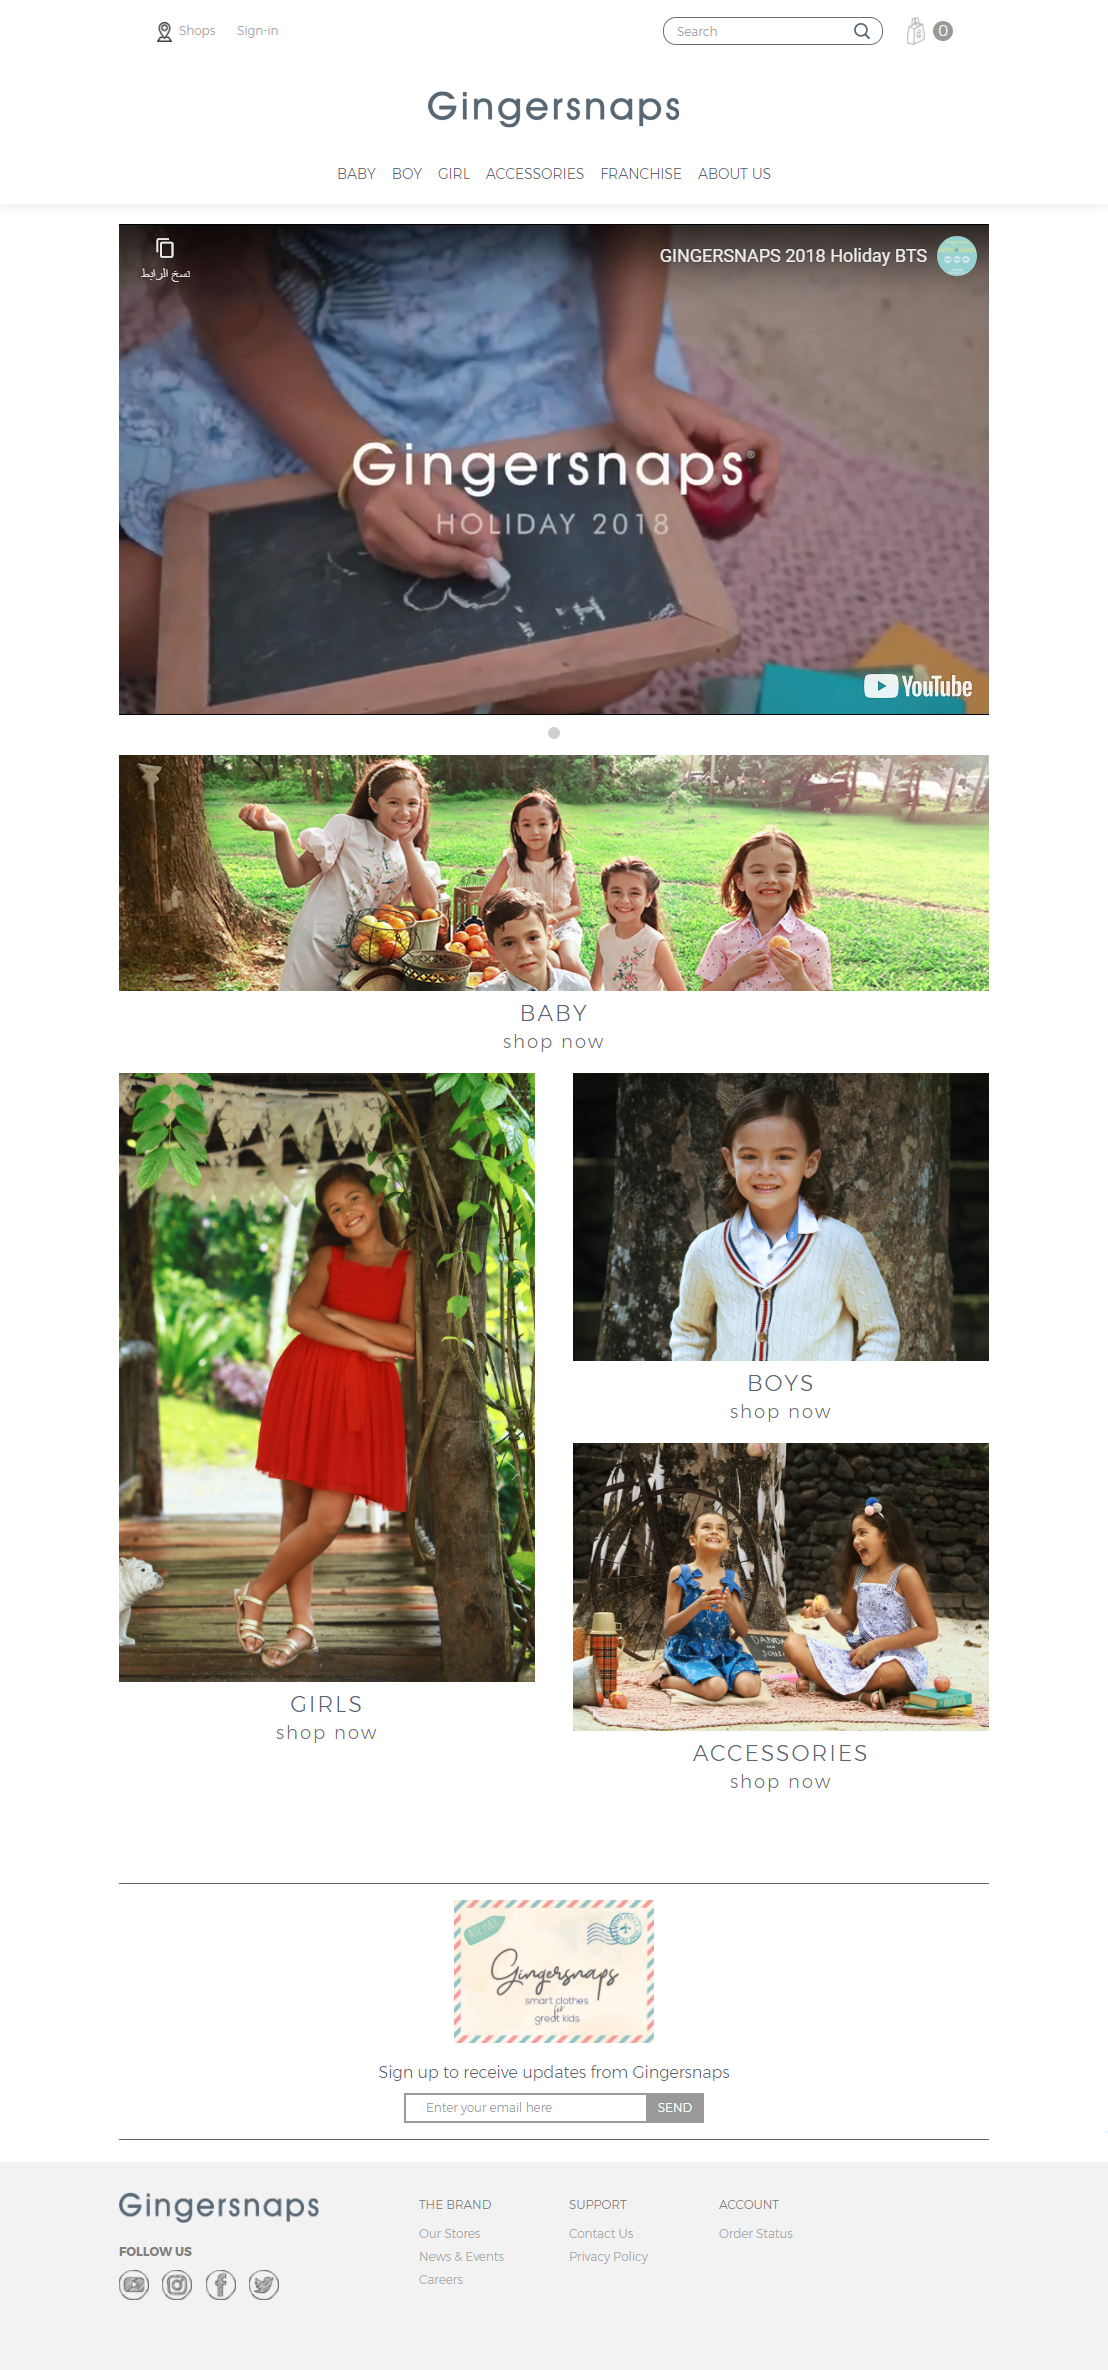 Shops Sign-in
Search
0
Gingersnaps
BABY BOY GIRL ACCESSORIES FRANCHISE ABOUT US
نسخ الرابط
GINGERSNAPS 2018 Holiday BTS
Gingersnaps®
HOLIDAY 2018
YouTube
BABY
shop now
GIRLS
shop now
BOYS
shop now
ACCESSORIES
shop now
Gingersnaps
smart clothes
for
great kids
Sign up to receive updates from Gingersnaps
Enter your email here SEND
Gingersnaps
FOLLOW US
THE BRAND
Our Stores
News & Events
Careers
SUPPORT
Contact Us
Privacy Policy
ACCOUNT
Order Status